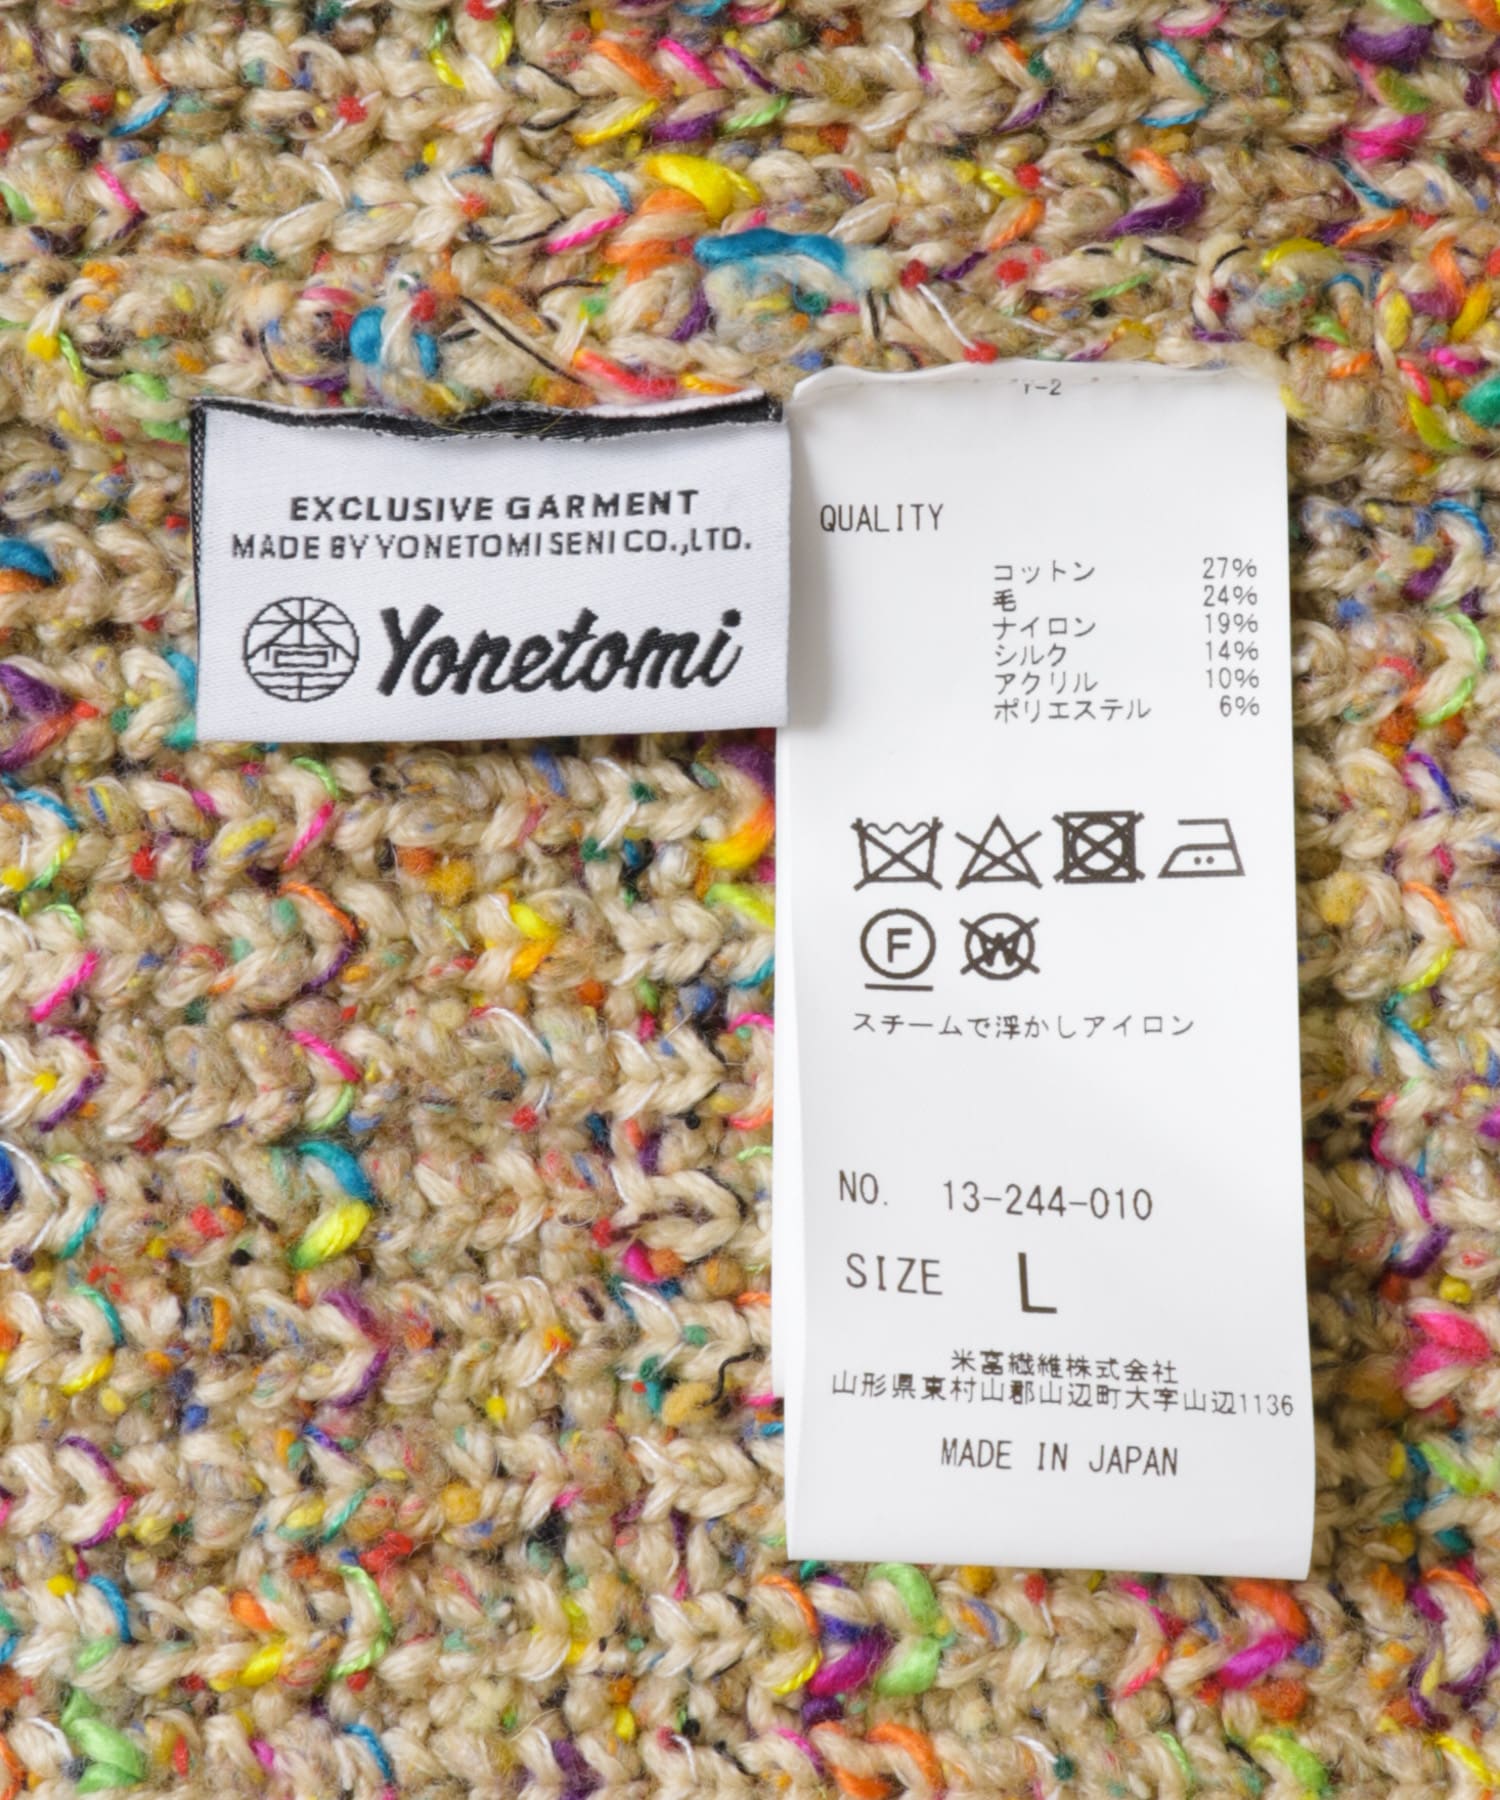 EXCLUSIVE GARMENT
MADE BY YONETOMISENI CO.,LTD.
Yonetomi
Y-2
QUALITY
コットン 27%
毛 24%
ナイロン 19%
シルク 14%
アクリル 10%
ポリエステル 6%
F W
スチームで浮かしアイロン
NO. 13-244-010
SIZE L
米富繊維株式会社
山形県東村山郡山辺町大字山辺1136
MADE IN JAPAN